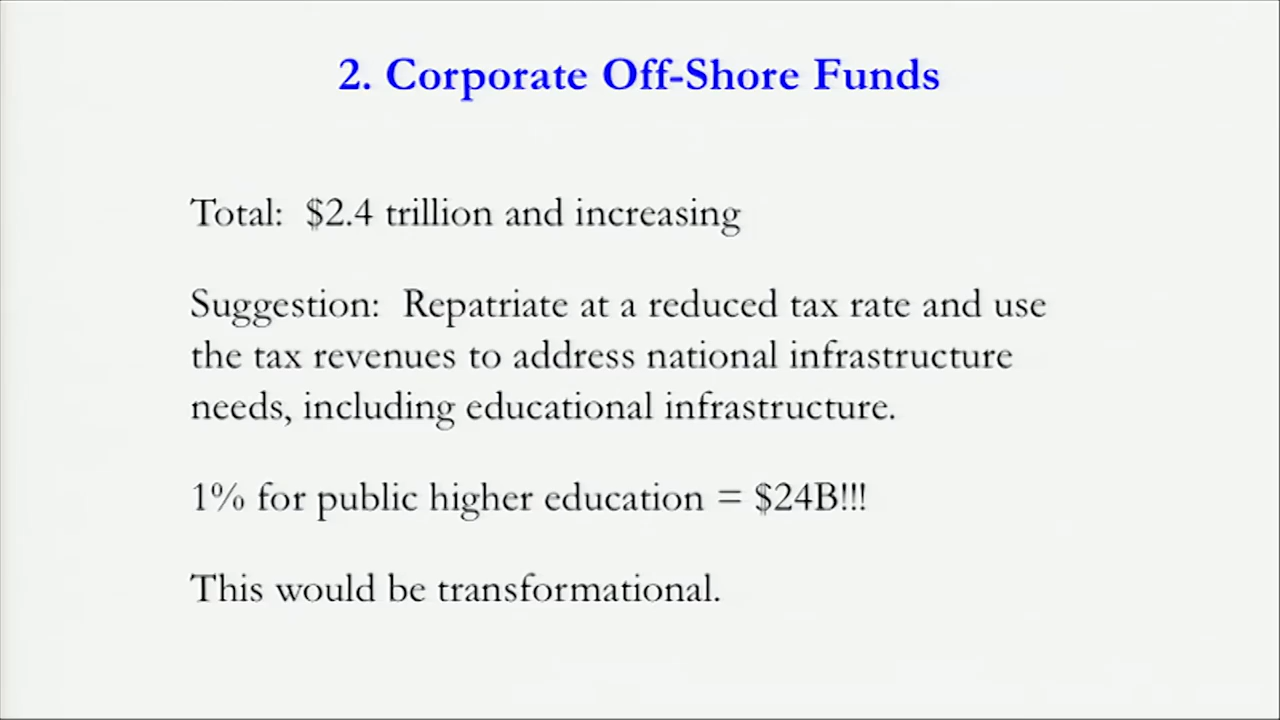 2. Corporate Off-Shore Funds
Total:  $2.4 trillion and increasing
Suggestion:  Repatriate at a reduced tax rate and use
the tax revenues to address national infrastructure
needs, including educational infrastructure.
1% for public higher education = $24B!!!
This would be transformational.